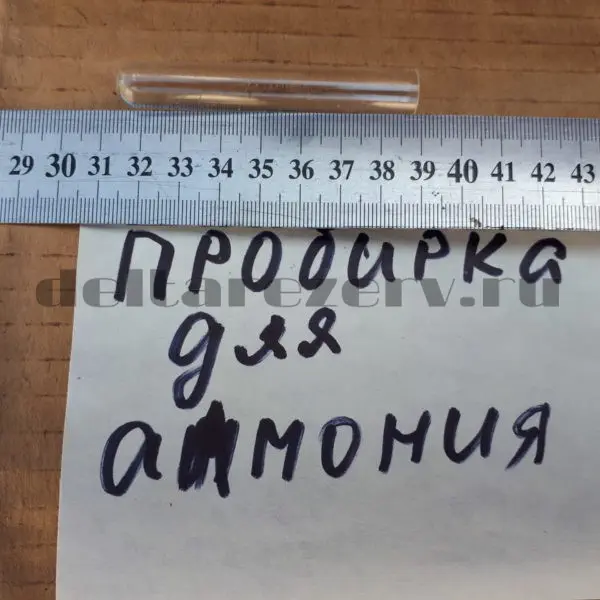 29 30 31 32 33 34 35 36 37 38 39 40 41 42 43
пробирка
deltarezerv.ru
для
аммония